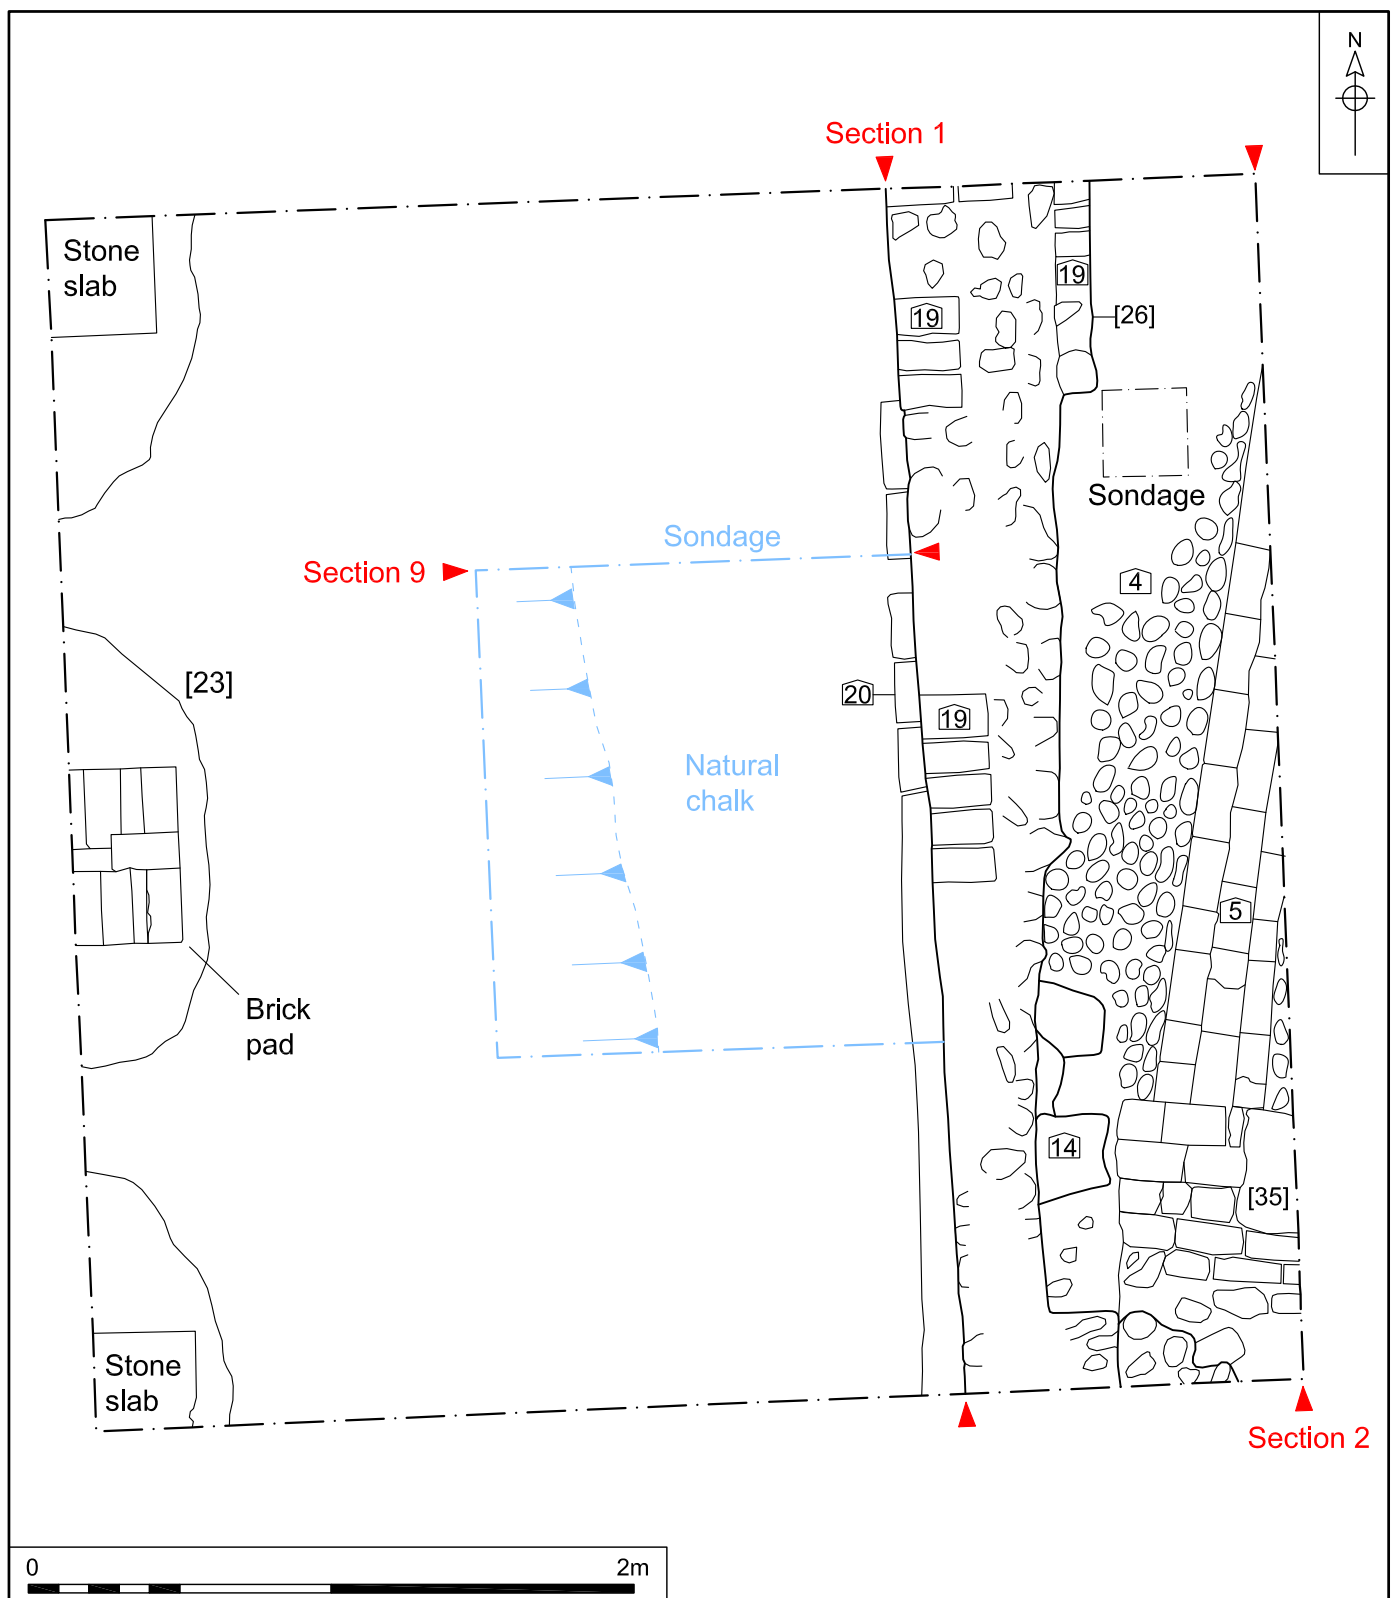 N
Section 1
Stone
slab
19
19
[26]
Sondage
Sondage
Section 9
4
[23]
20
19
Natural
chalk
5
Brick
pad
14
[35]
Stone
slab
Section 2
0
2m